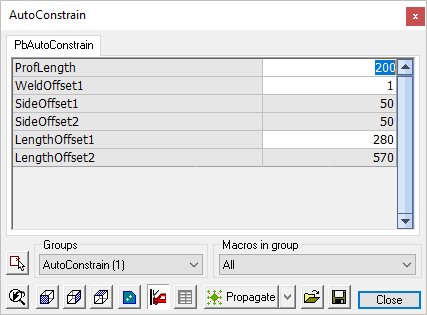 AutoConstrain
PbAutoConstrain
ProfLength 200
WeldOffset1 1
SideOffset1 50
SideOffset2 50
LengthOffset1 280
LengthOffset2 570
Groups Macros in group
AutoConstrain (1) All
Propagate Close